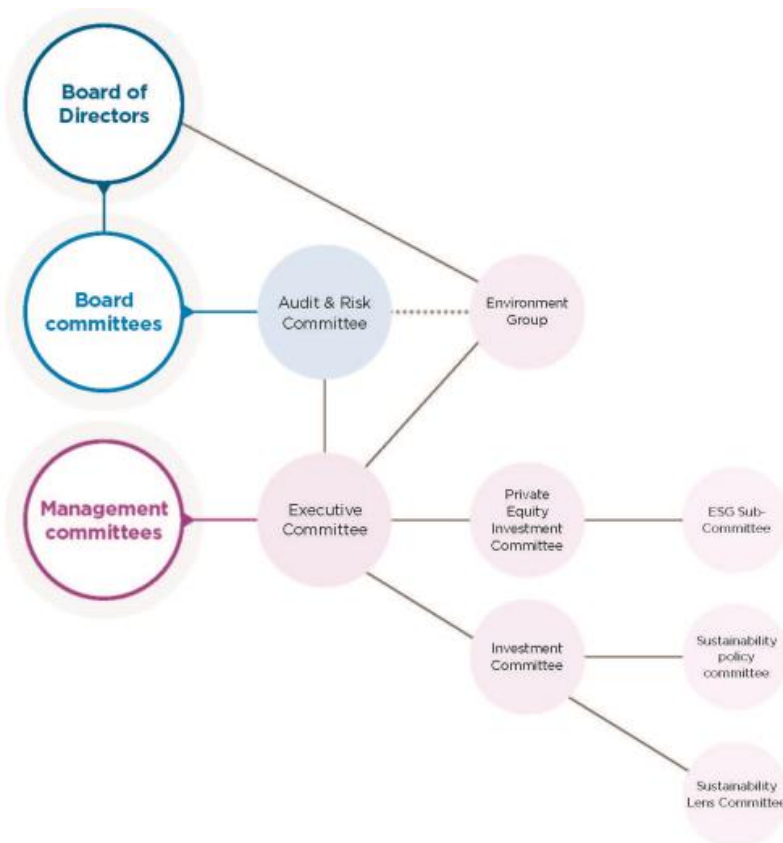 Board of
Directors
Board
committees
Audit & Risk
Committee
Environment
Group
Management
committees
Executive
Committee
Private
Equity
Investment
Committee
ESG Sub-
Committee
Investment
Committee
Sustainability
policy
committee
Sustainability
Lens Committee